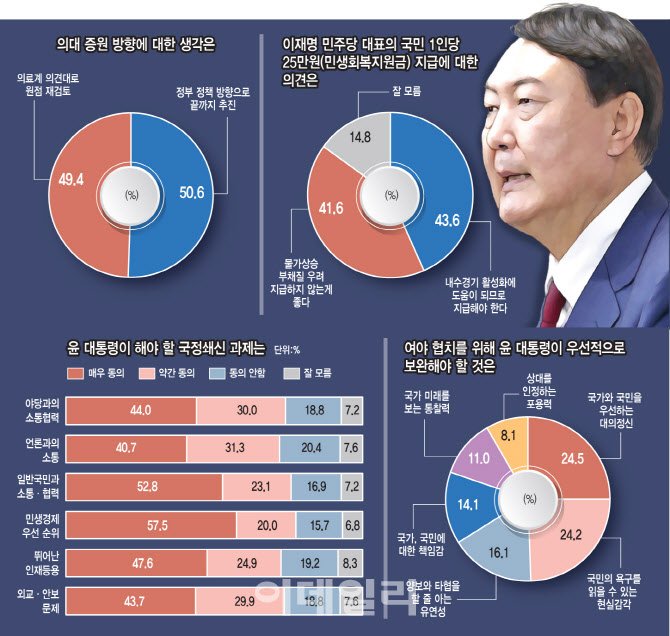 의대 증원 방향에 대한 생각은
의료계 의견대로
원점 재검토
정부 정책 방향으로
끝까지 추진
49.4
(%)
50.6
이재명 민주당 대표의 국민 1인당
25만원(민생회복지원금) 지급에 대한
의견은
잘 모름
14.8
41.6
(%)
43.6
물가상승
부채질 우려
지급하지 않는게
좋다
내수경기 활성화에
도움이 되므로
지급해야 한다
윤 대통령이 해야 할 국정쇄신 과제는 단위:%
매우 동의 약간 동의 동의 안함 잘 모름
야당과의
소통협력
44.0 30.0 18.8 7.2
언론과의
소통
40.7 31.3 20.4 7.6
일반국민과
소통·협력
52.8 23.1 16.9 7.2
민생경제
우선 순위
57.5 20.0 15.7 6.8
뛰어난
인재등용
47.6 24.9 19.2 8.3
외교·안보
문제
43.7 29.9 18.8 7.6
여야 협치를 위해 윤 대통령이 우선적으로
보완해야 할 것은
상대를
인정하는
포용력
8.1
국가 미래를
보는 통찰력
11.0
국가와 국민을
우선하는
대의정신
24.5
14.1
(%)
국가, 국민에
대한 책임감
16.1
24.2
양보와 타협을
할 줄 아는
유연성
국민의 욕구를
읽을 수 있는
현실감각
이데일리